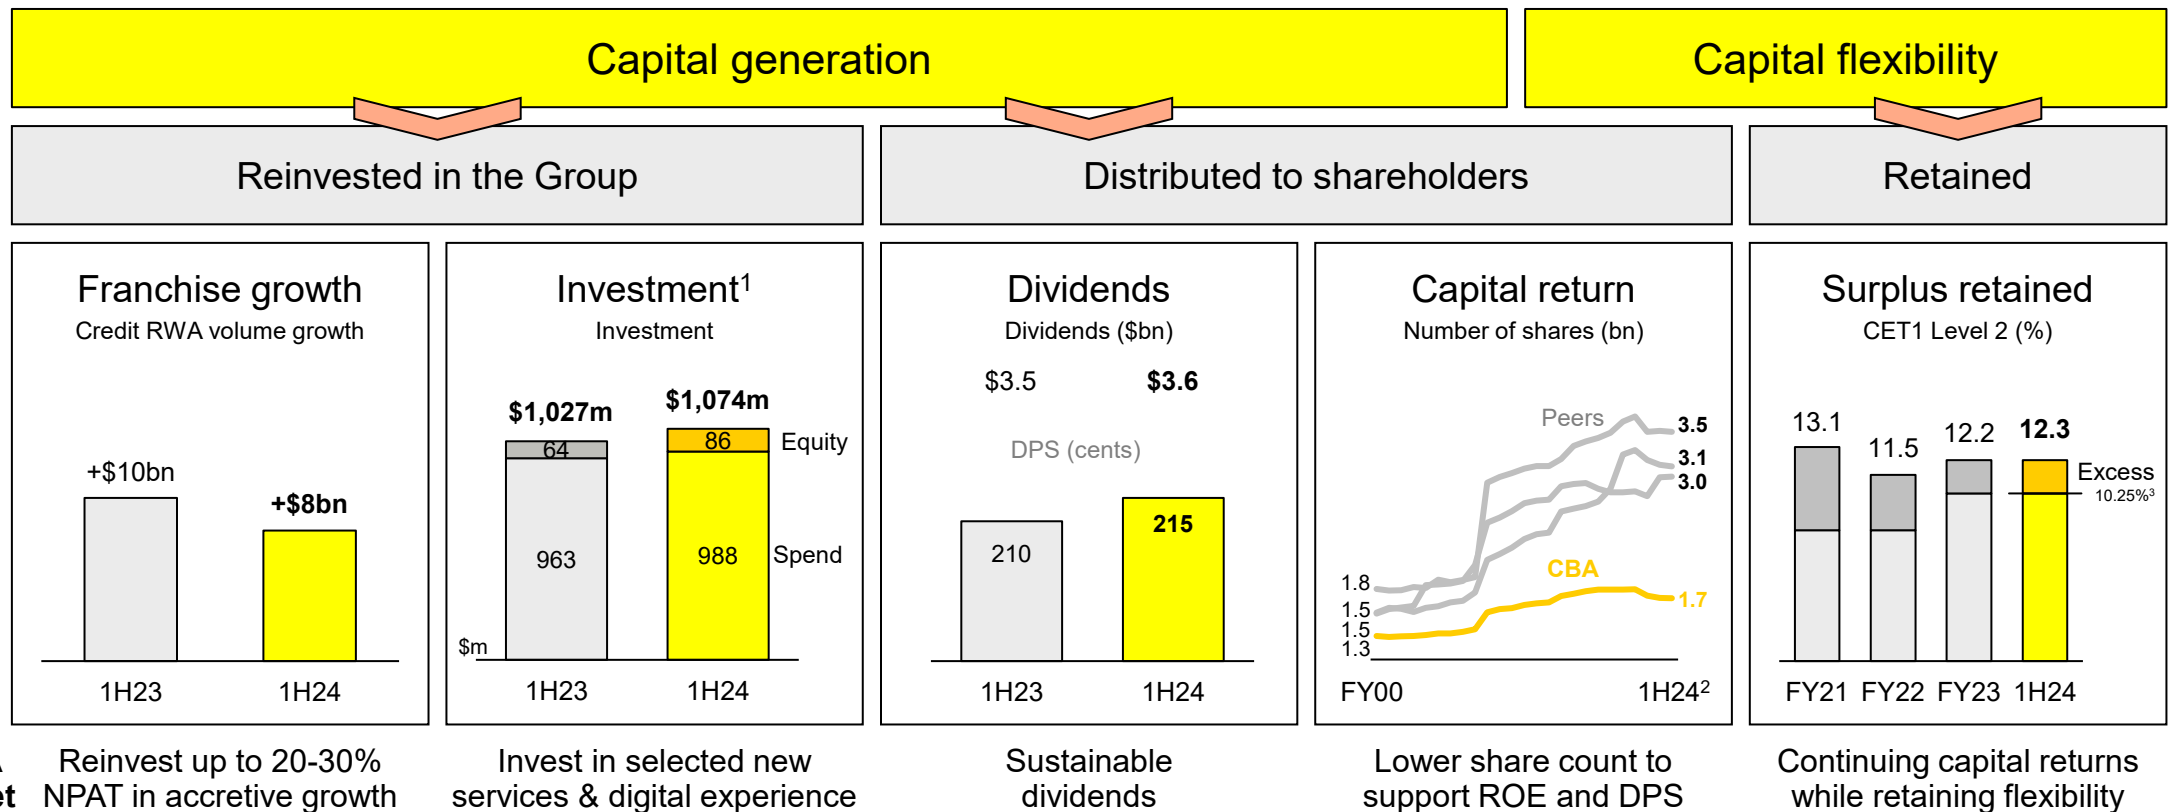 Capital generation
Capital flexibility
Reinvested in the Group
Distributed to shareholders
Retained
Franchise growth
Credit RWA volume growth
+$10bn
+$8bn
1H23
1H24
Investment¹
Investment
$1,027m
$1,074m
64
86
Equity
963
988
Spend
$m
1H23
1H24
Dividends
Dividends ($bn)
$3.5
$3.6
DPS (cents)
210
215
1H23
1H24
Capital return
Number of shares (bn)
Peers
3.5
3.1
3.0
CBA
1.8
1.5
1.5
1.3
1.7
FY00
1H24²
Surplus retained
CET1 Level 2 (%)
13.1
11.5
12.2
12.3
Excess
10.25%³
FY21
FY22
FY23
1H24
Reinvest up to 20-30%
NPAT in accretive growth
Invest in selected new
services & digital experience
Sustainable
dividends
Lower share count to
support ROE and DPS
Continuing capital returns
while retaining flexibility